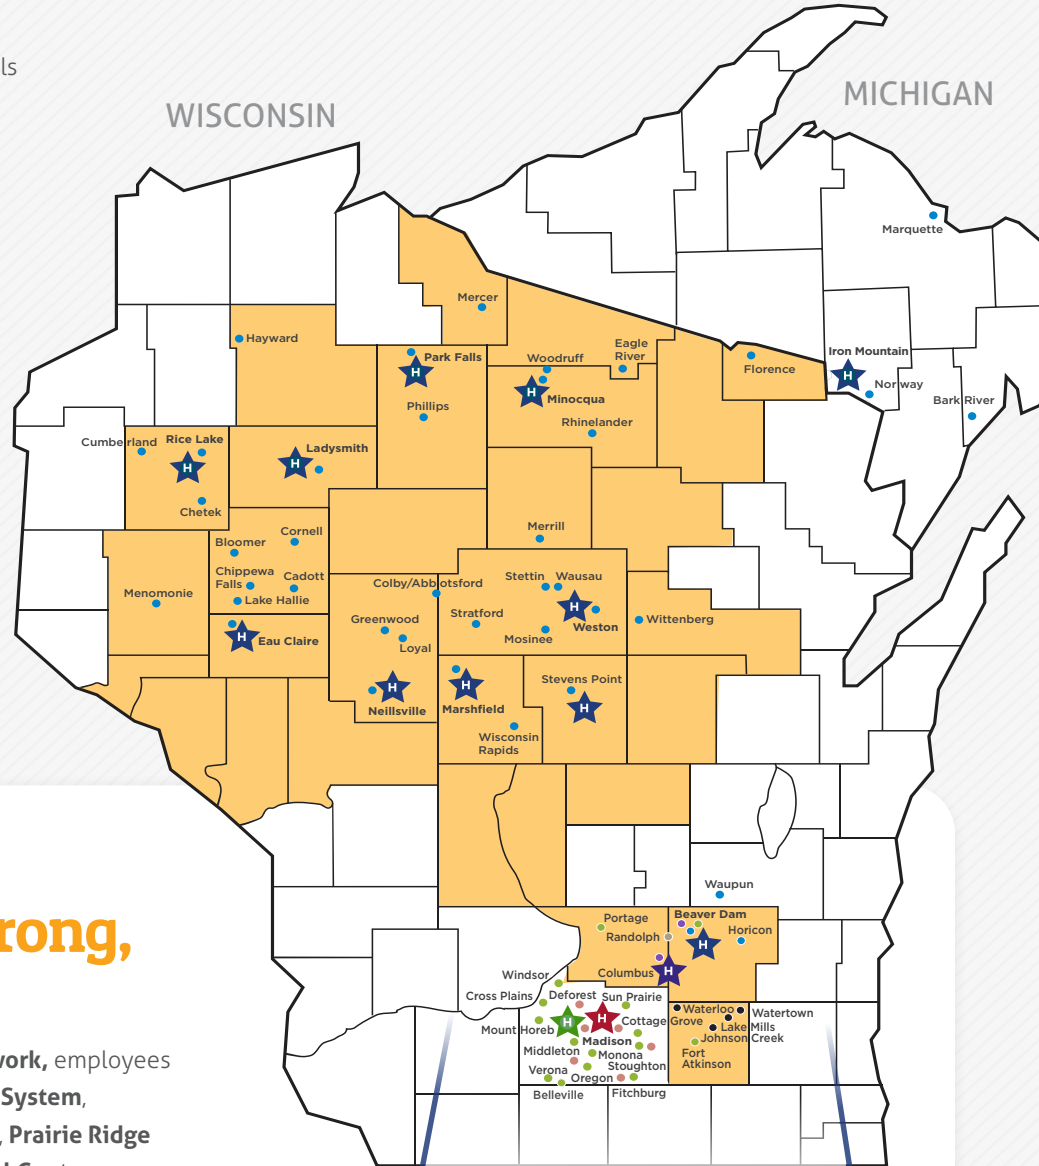 ls
WISCONSIN
MICHIGAN
Marquette
Mercer
Hayward
Iron Mountain
H
Norway
Bark River
Eagle
River
Florence
Woodruff
Park Falls
H
Minocqua
H
Phillips
Rhinelander
Cumberland
Rice Lake
H
Ladysmith
H
Chetek
Merrill
Cornell
Bloomer
Chippewa
Falls
Cadott
Lake Hallie
Menomonie
Colby/Abbotsford
Stettin
Wausau
H
Weston
Greenwood
Loyal
Stratford
Mosinee
Wittenberg
H
Eau Claire
H
Neillsville
H
Marshfield
Stevens Point
H
Wisconsin
Rapids
Waupun
rong,
Portage
Beaver Dam
Randolph
H
Horicon
Columbus
H
Windsor
Cross Plains
Deforest
Sun Prairie
Waterloo
Watertown
Mount Horeb
H
H
Cottage Grove
Lake Mills
Johnson Creek
Madison
Middleton
Monona
Fort
Atkinson
Verona
Stoughton
Oregon
Belleville
Fitchburg
work, employees
System,
, Prairie Ridge